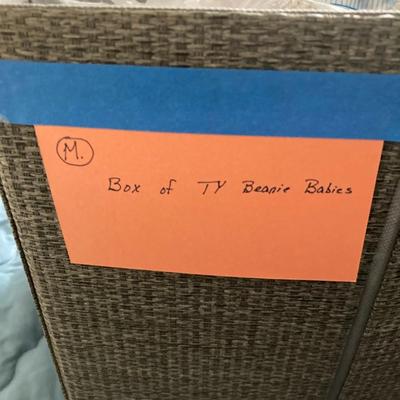 M.
Box of TY Beanie Babies